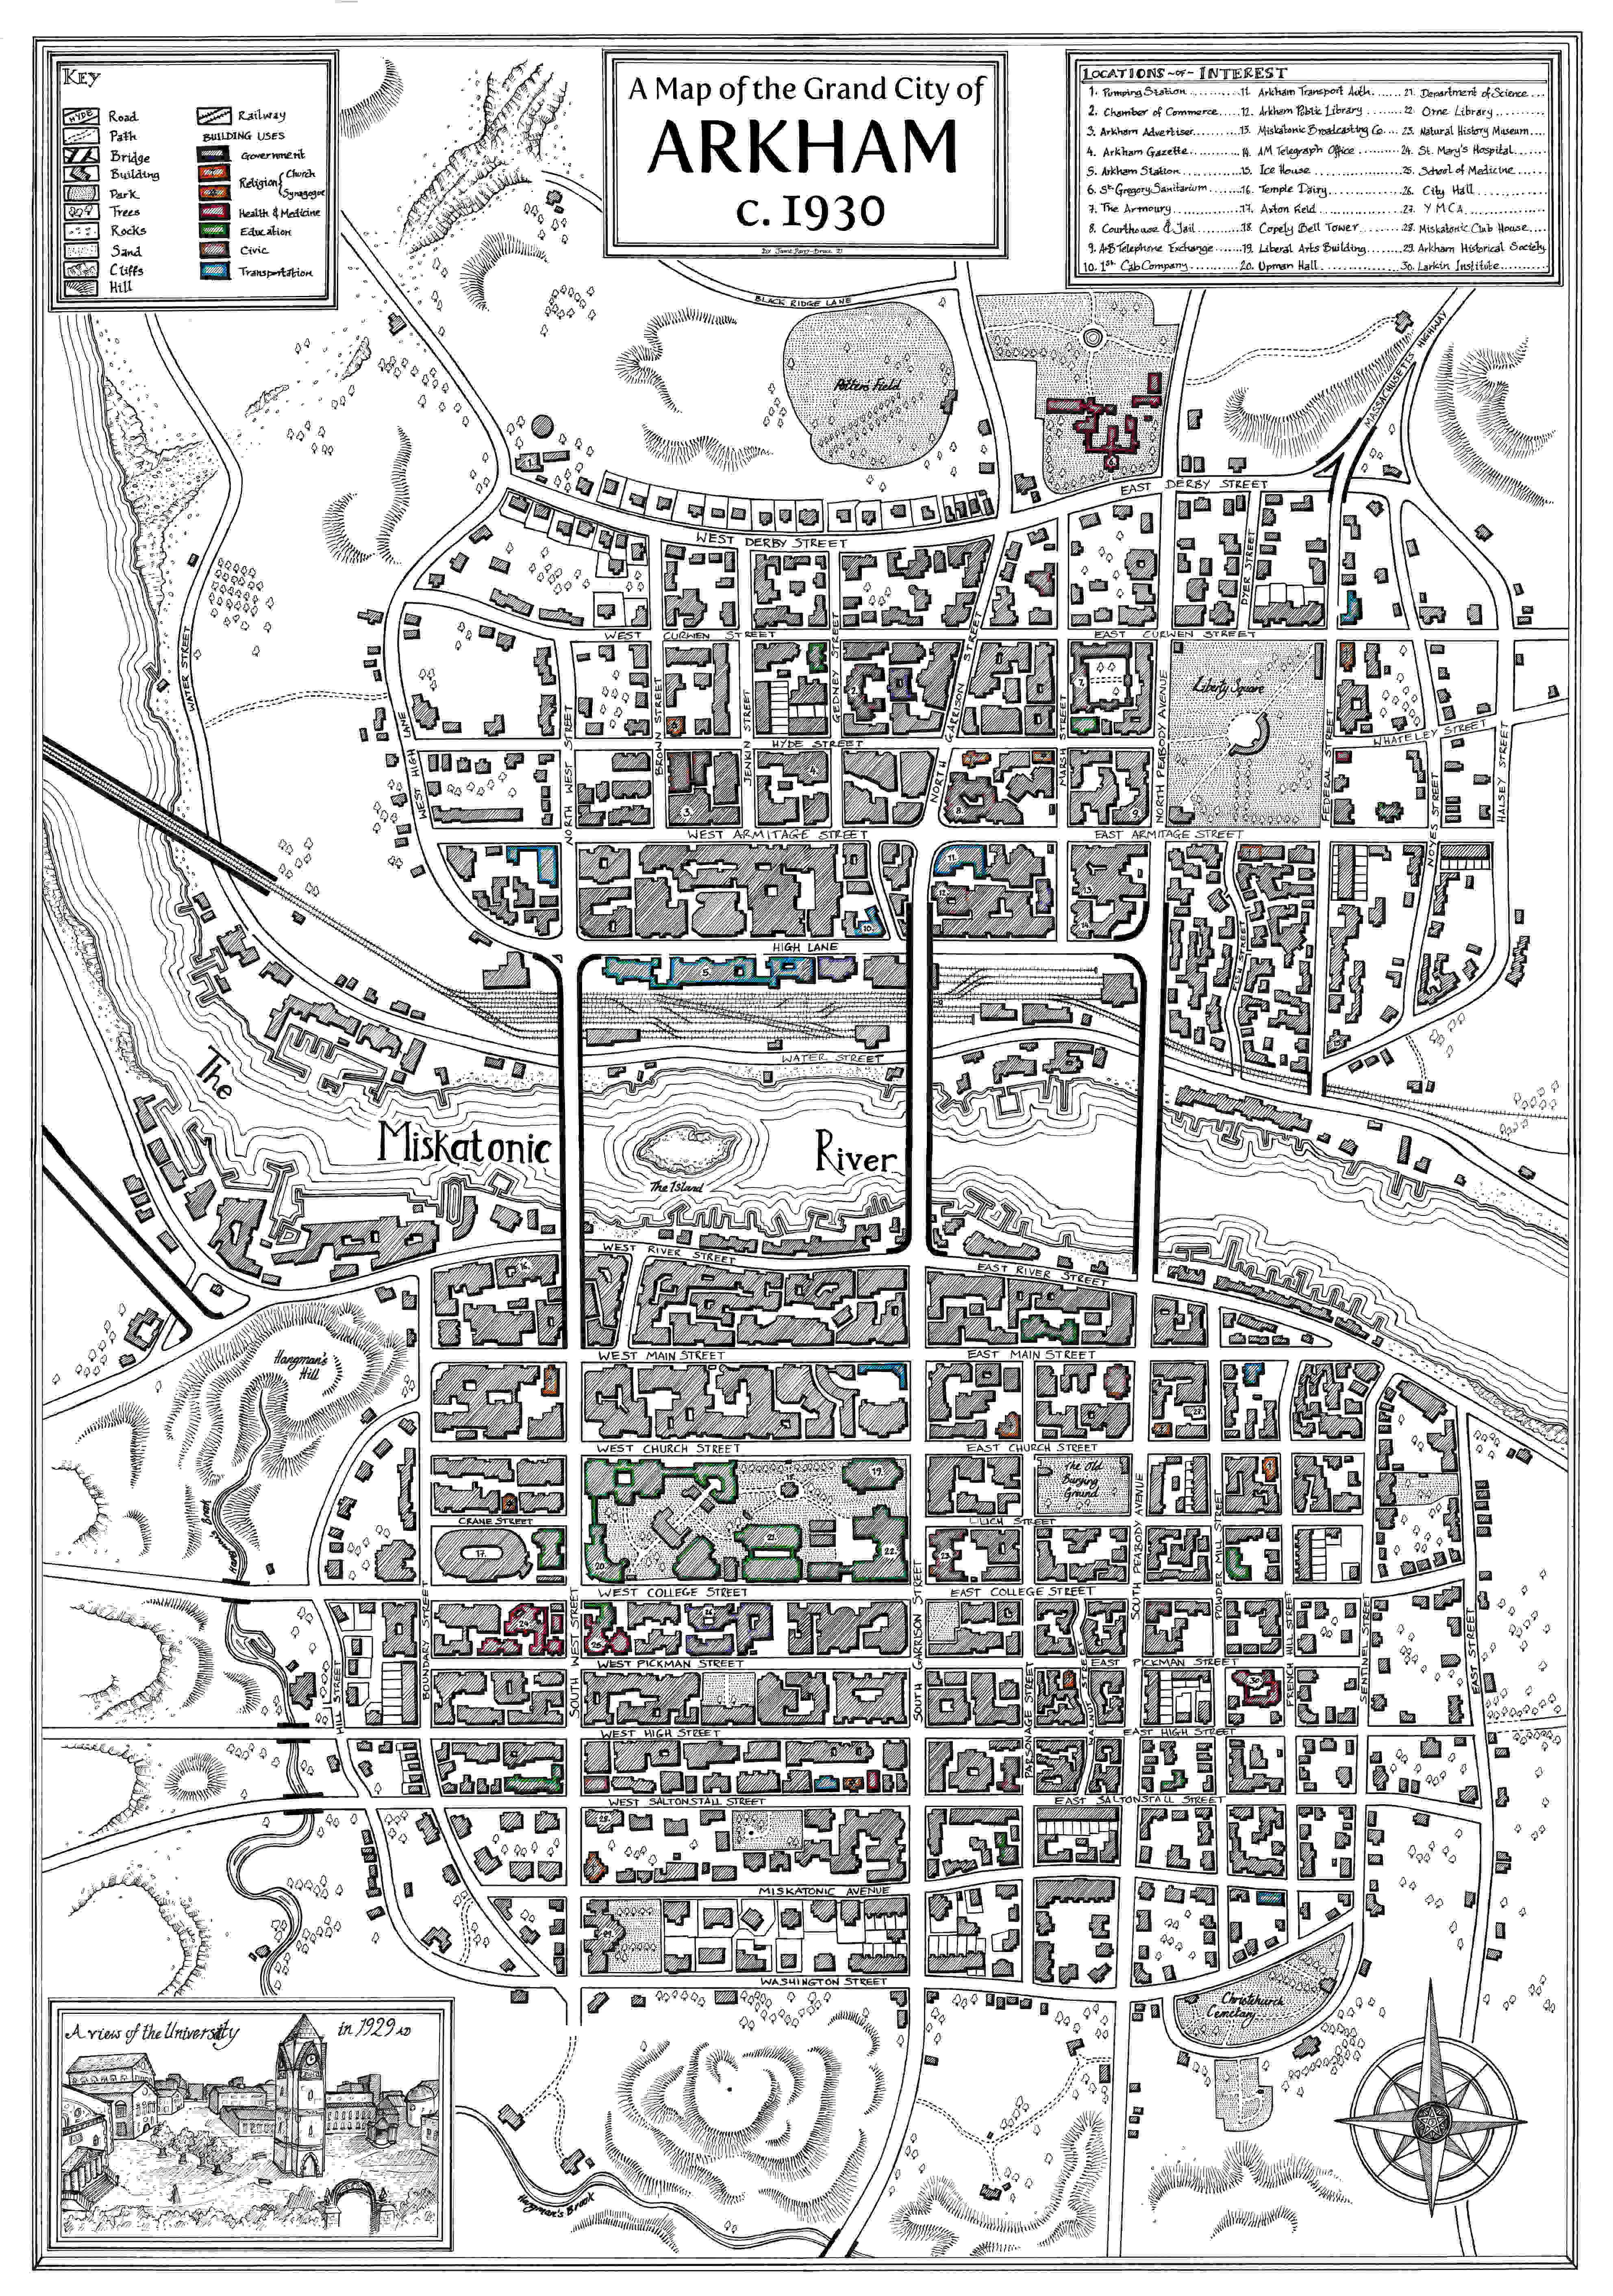 KEY
HYDE Road
Path
Bridge
Building
Park
Trees
Rocks
Sand
Cliffs
Hill
Railway
BUILDING USES
Government
Religion { Church
Synagogue
Health & Medicine
Education
Civic
Transportation
A Map of the Grand City of
ARKHAM
c. 1930
LOCATIONS ~OF~ INTEREST
1. Pumping Station
2. Chamber of Commerce
3. Arkham Advertiser
4. Arkham Gazette
5. Arkham Station
6. St Gregory Sanitarium
7. The Armoury
8. Courthouse & Jail
9. A&B Telephone Exchange
10. 1st Cab Company
11. Arkham Transport Auth.
12. Arkham Public Library
13. Miskatonic Broadcasting Co.
14. AM Telegraph Office
15. Ice House
16. Temple Dairy
17. Axton Field
18. Copely Bell Tower
19. Liberal Arts Building
20. Upman Hall
21. Department of Science
22. Orne Library
23. Natural History Museum
24. St. Mary's Hospital
25. School of Medicine
26. City Hall
27. YMCA
28. Miskatonic Club House
29. Arkham Historical Society
30. Larkin Institute
BLACK RIDGE LANE
Potters Field
MASSACHUSETTS HIGHWAY
EAST DERBY STREET
WEST DERBY STREET
DYER STREET
WEST CURWEN STREET
EAST CURWEN STREET
WATER STREET
GEDNEY STREET
NORTH GARRISON STREET
Liberty Square
WEST HIGH LANE
NORTH WEST STREET
BROWN STREET
JENKIN STREET
HYDE STREET
MARSH STREET
NORTH PEABODY AVENUE
FEDERAL STREET
WHATELEY STREET
NOYES STREET
HALSEY STREET
WEST ARMITAGE STREET
EAST ARMITAGE STREET
HIGH LANE
WATER STREET
The
Miskatonic
River
The Island
WEST RIVER STREET
EAST RIVER STREET
Hangman's
Hill
WEST MAIN STREET
EAST MAIN STREET
WEST CHURCH STREET
EAST CHURCH STREET
The Old
Burying
Ground
CRANE STREET
LICH STREET
WEST COLLEGE STREET
EAST COLLEGE STREET
BOUNDARY STREET
SOUTH WEST STREET
SOUTH GARRISON STREET
SOUTH PEABODY AVENUE
POWDER MILL STREET
FRENCH HILL STREET
SENTINEL STREET
EAST STREET
HILL STREET
WEST PICKMAN STREET
EAST PICKMAN STREET
PARSONAGE STREET
WALNUT STREET
WEST HIGH STREET
EAST HIGH STREET
WEST SALTONSTALL STREET
EAST SALTONSTALL STREET
MISKATONIC AVENUE
WASHINGTON STREET
Christchurch
Cemetary
Hangman's Brook
A view of the University in 1929 AD